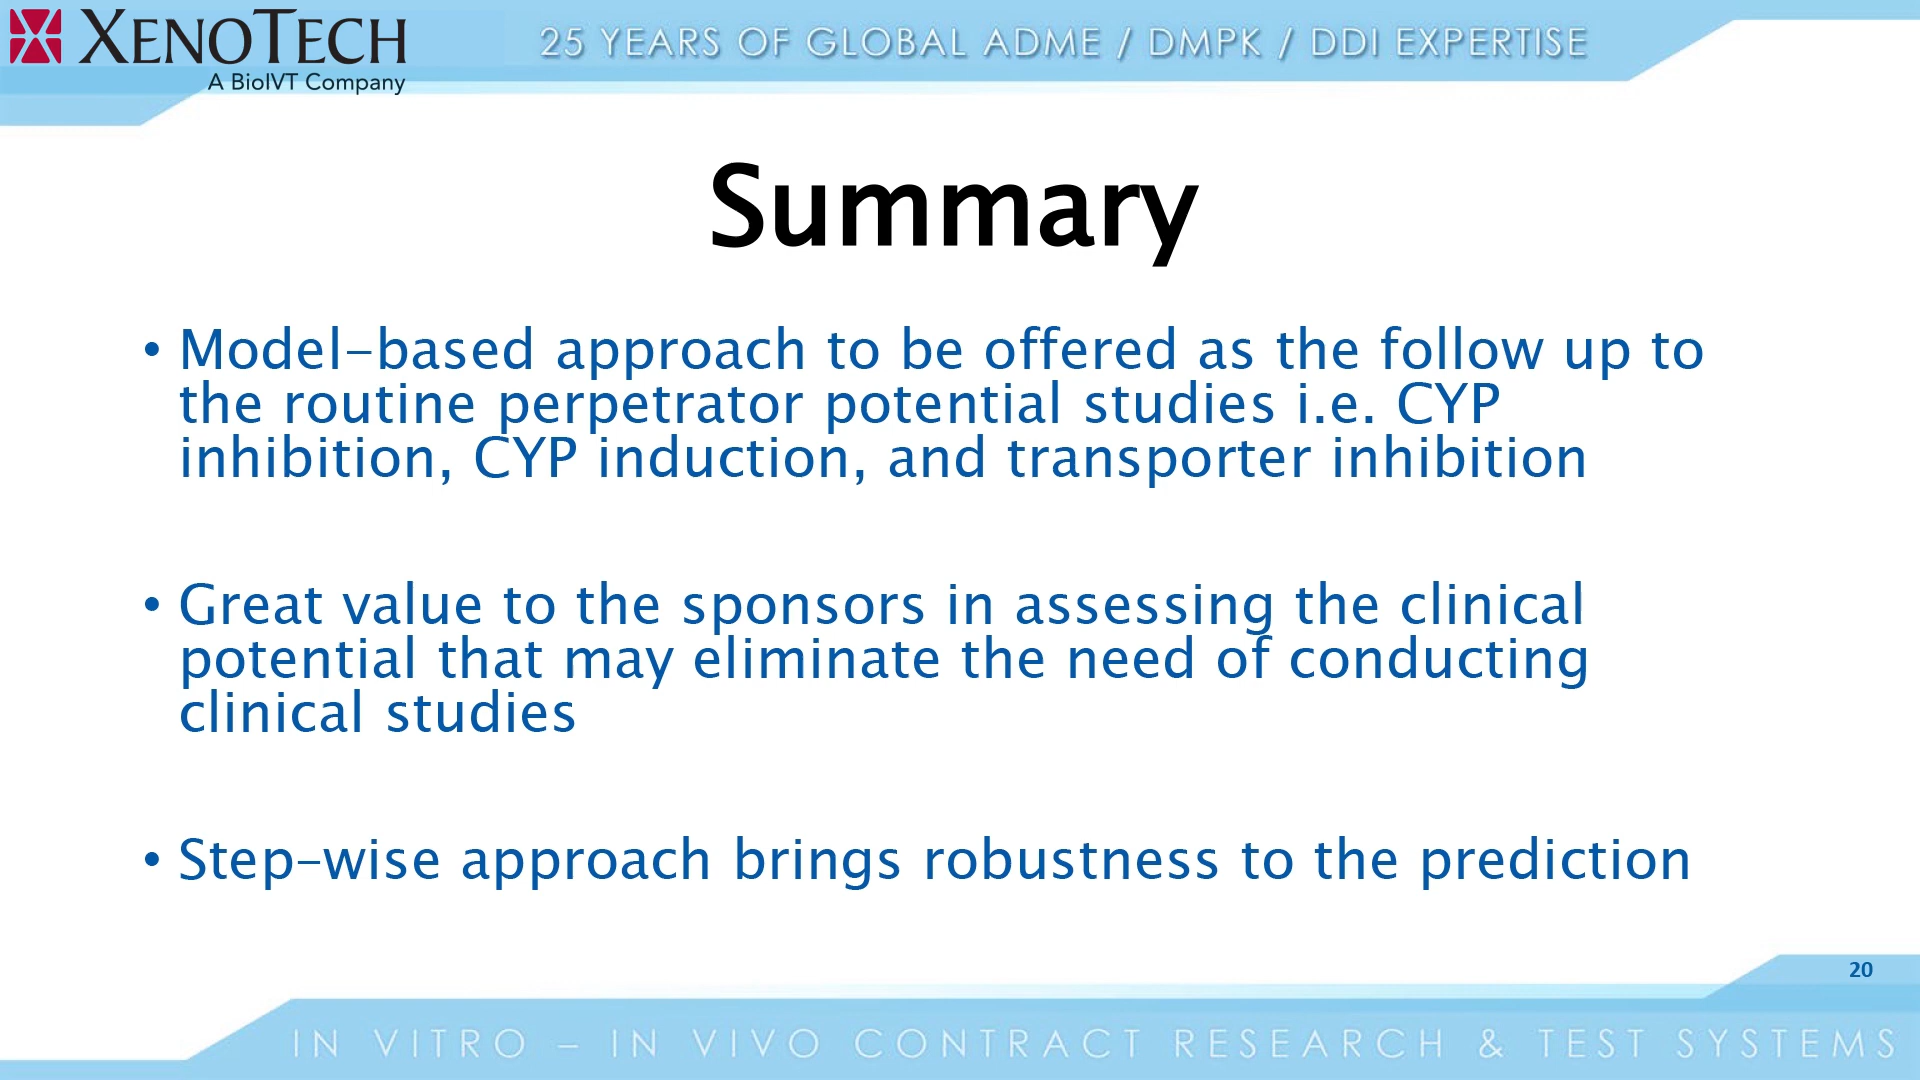 XENOTECH
A BioIVT Company
25 YEARS OF GLOBAL ADME / DMPK / DDI EXPERTISE
Summary
• Model-based approach to be offered as the follow up to
the routine perpetrator potential studies i.e. CYP
inhibition, CYP induction, and transporter inhibition
• Great value to the sponsors in assessing the clinical
potential that may eliminate the need of conducting
clinical studies
• Step-wise approach brings robustness to the prediction
20
IN VITRO – IN VIVO CONTRACT RESEARCH & TEST SYSTEMS